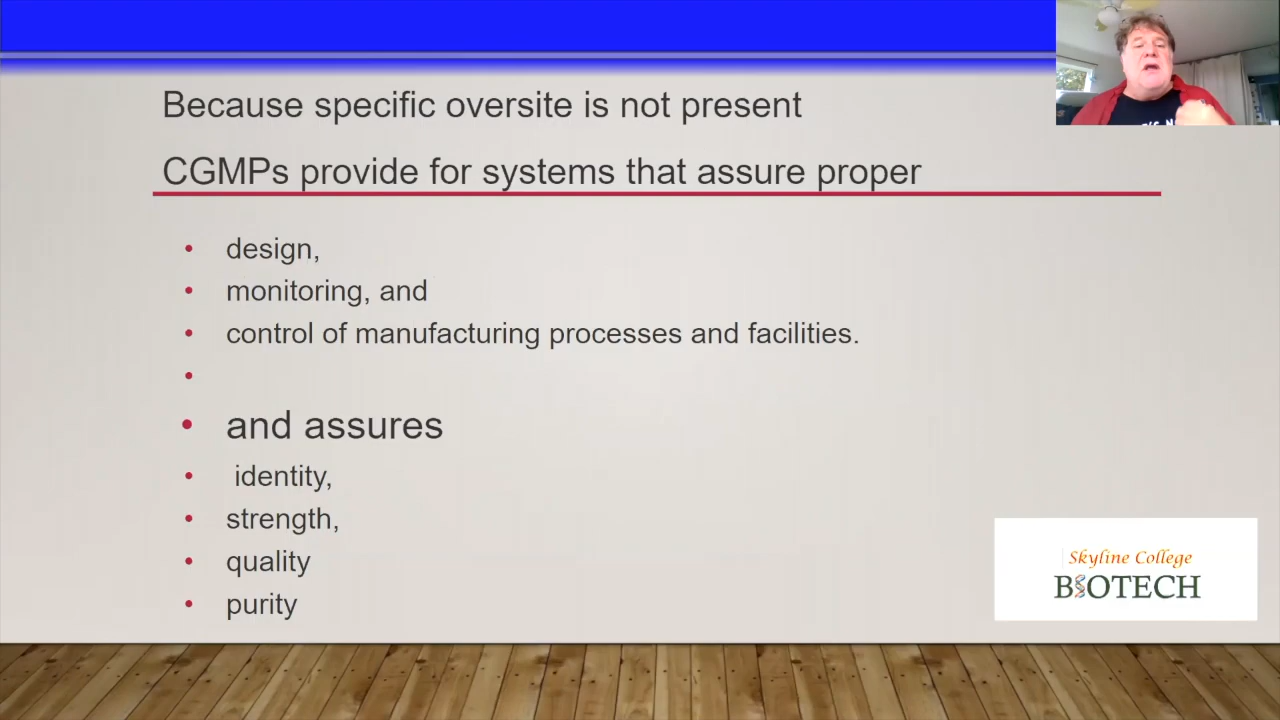 Because specific oversite is not present
CGMPs provide for systems that assure proper
• design,
• monitoring, and
• control of manufacturing processes and facilities.
•
• and assures
• identity,
• strength,
• quality
• purity
Skyline College
BIOTECH